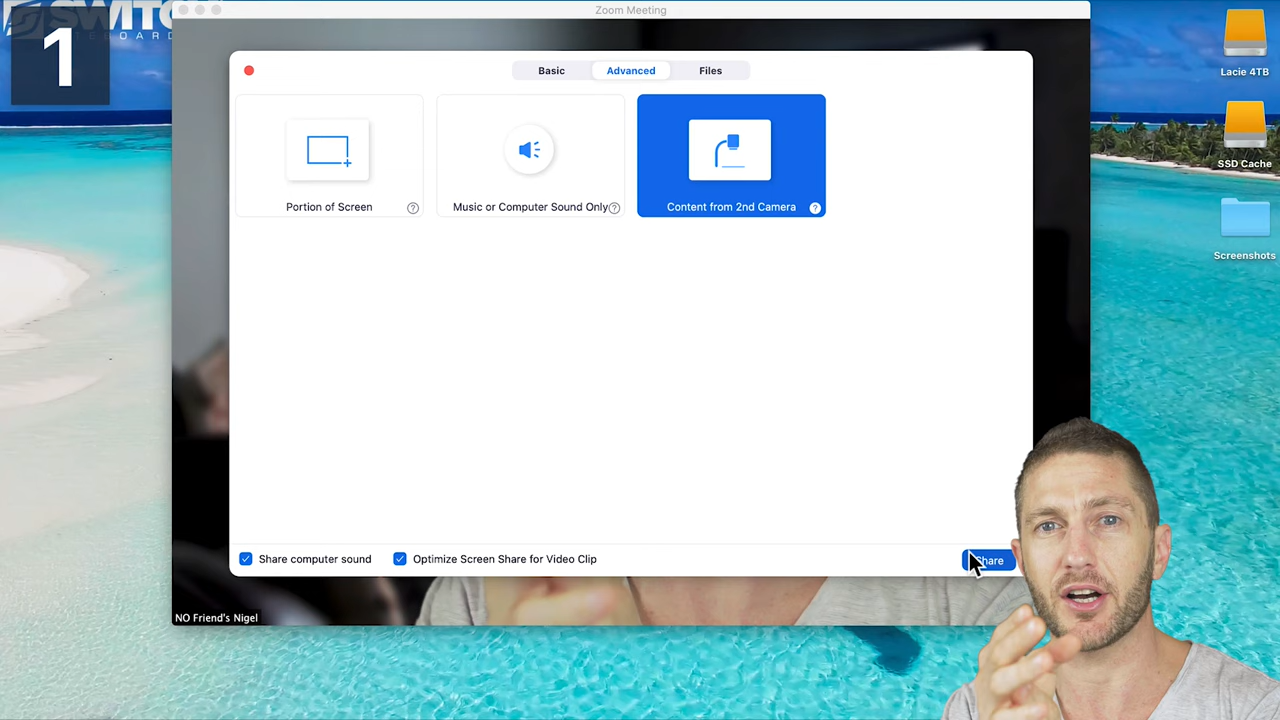 1
Zoom Meeting
Basic
Advanced
Files
Portion of Screen
?
Music or Computer Sound Only
?
Content from 2nd Camera
?
Share computer sound
Optimize Screen Share for Video Clip
Share
NO Friend's Nigel
Lacie 4TB
SSD Cache
Screenshots